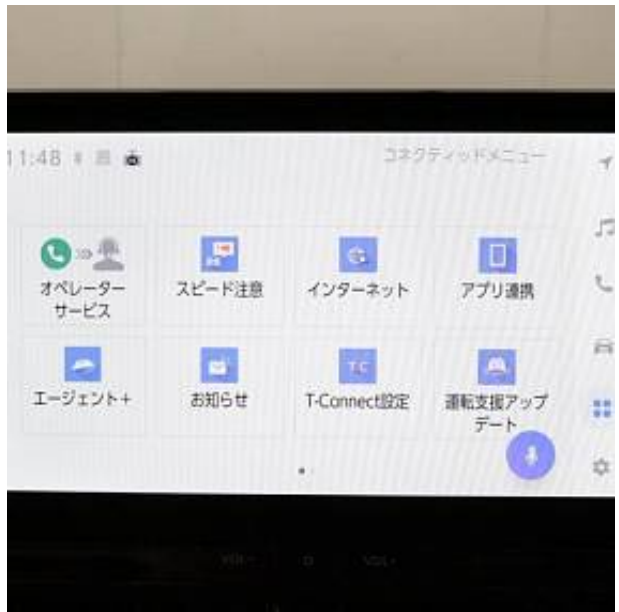 11:48
コネクティッドメニュー
オペレーター
サービス
スピード注意
インターネット
アプリ連携
エージェント+
お知らせ
T-Connect設定
運転支援アップ
デート
VOL-
VOL+